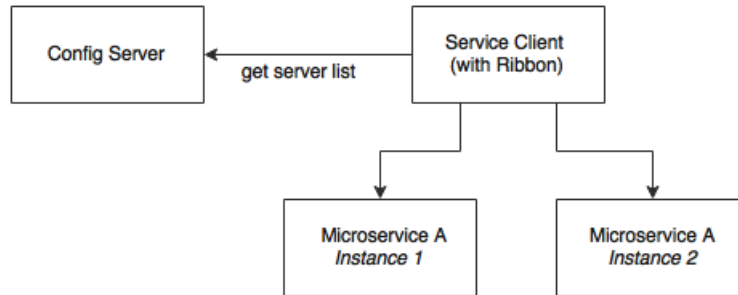 Config Server
get server list
Service Client
(with Ribbon)
Microservice A
Instance 1
Microservice A
Instance 2